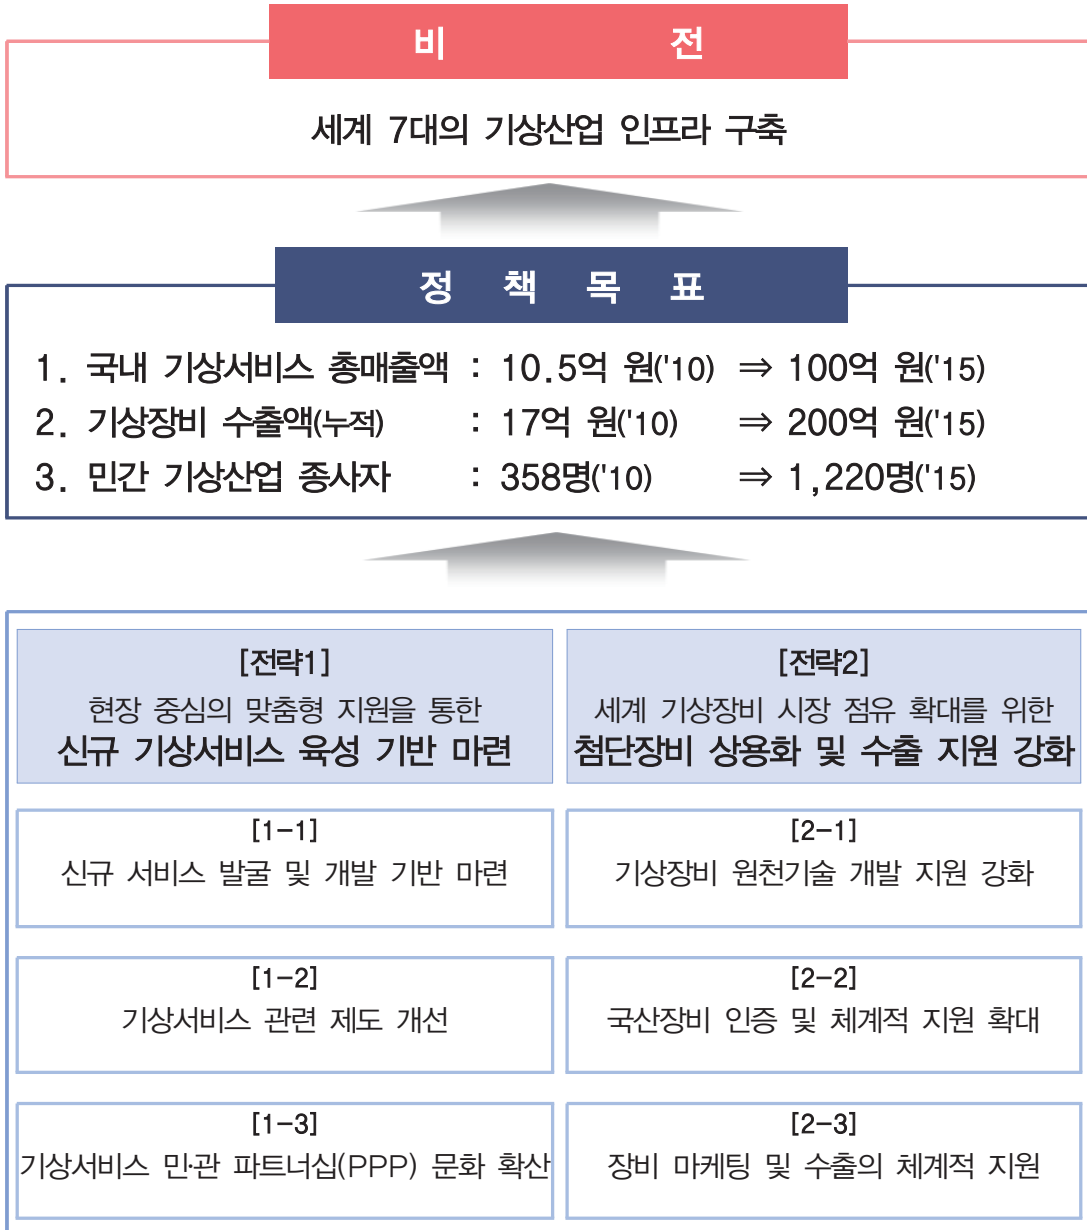 비 전
세계 7대의 기상산업 인프라 구축
정 책 목 표
1. 국내 기상서비스 총매출액 : 10.5억 원('10) ⇒ 100억 원('15)
2. 기상장비 수출액(누적) : 17억 원('10) ⇒ 200억 원('15)
3. 민간 기상산업 종사자 : 358명('10) ⇒ 1,220명('15)
[전략1]
현장 중심의 맞춤형 지원을 통한
신규 기상서비스 육성 기반 마련
[1-1]
신규 서비스 발굴 및 개발 기반 마련
[1-2]
기상서비스 관련 제도 개선
[1-3]
기상서비스 민·관 파트너십(PPP) 문화 확산
[전략2]
세계 기상장비 시장 점유 확대를 위한
첨단장비 상용화 및 수출 지원 강화
[2-1]
기상장비 원천기술 개발 지원 강화
[2-2]
국산장비 인증 및 체계적 지원 확대
[2-3]
장비 마케팅 및 수출의 체계적 지원